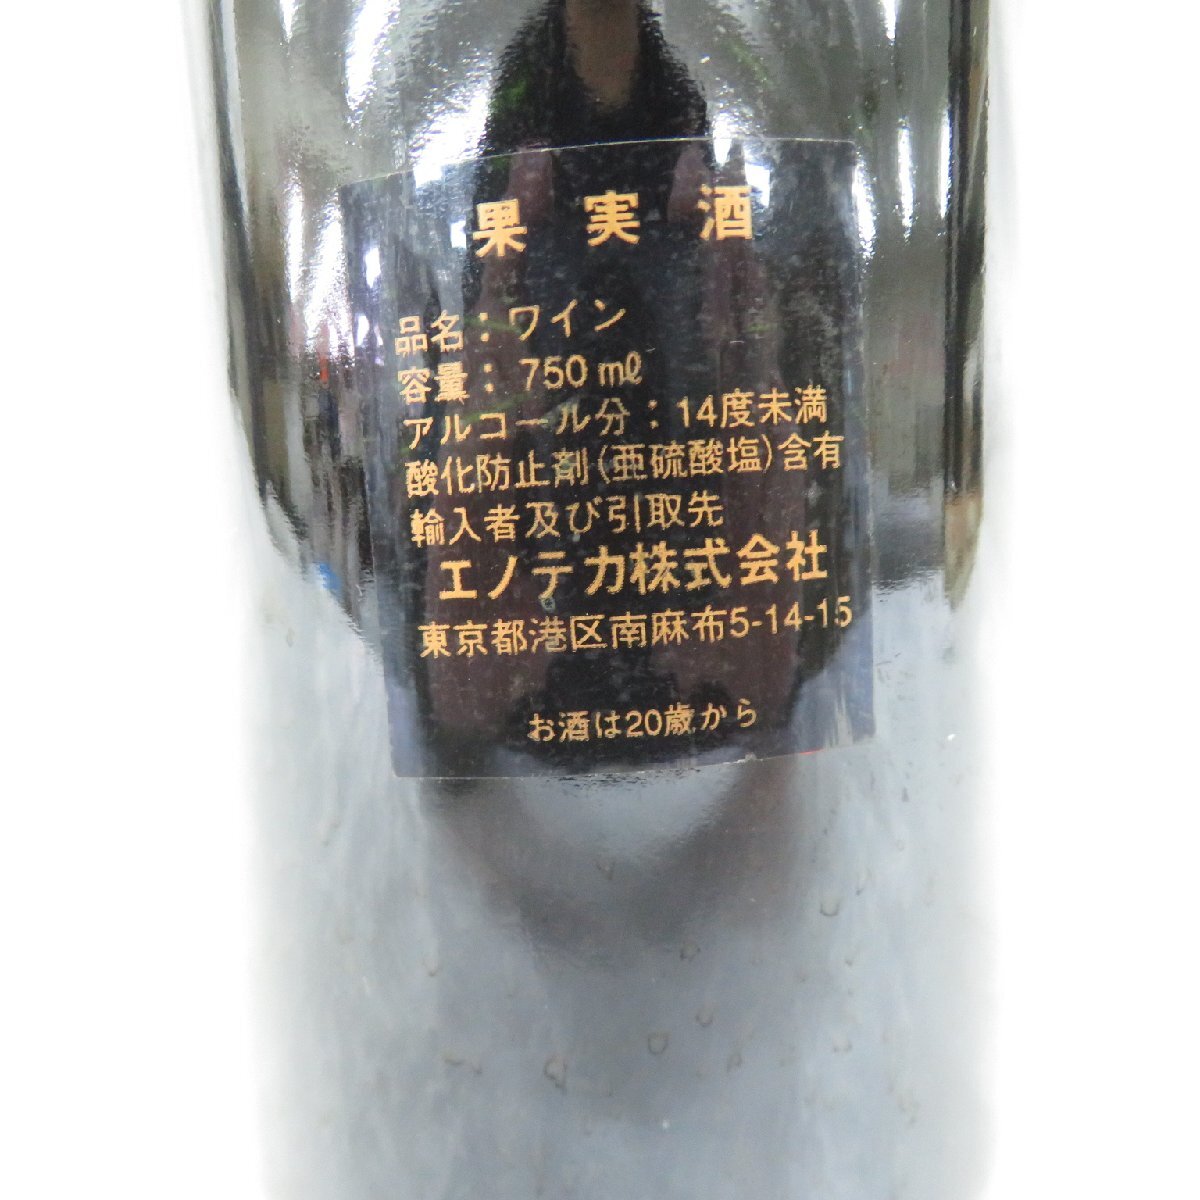 果実酒
品名：ワイン
容量：750㎖
アルコール分：14度未満
酸化防止剤(亜硫酸塩)含有
輸入者及び引取先
エノテカ株式会社
東京都港区南麻布5-14-15
お酒は20歳から